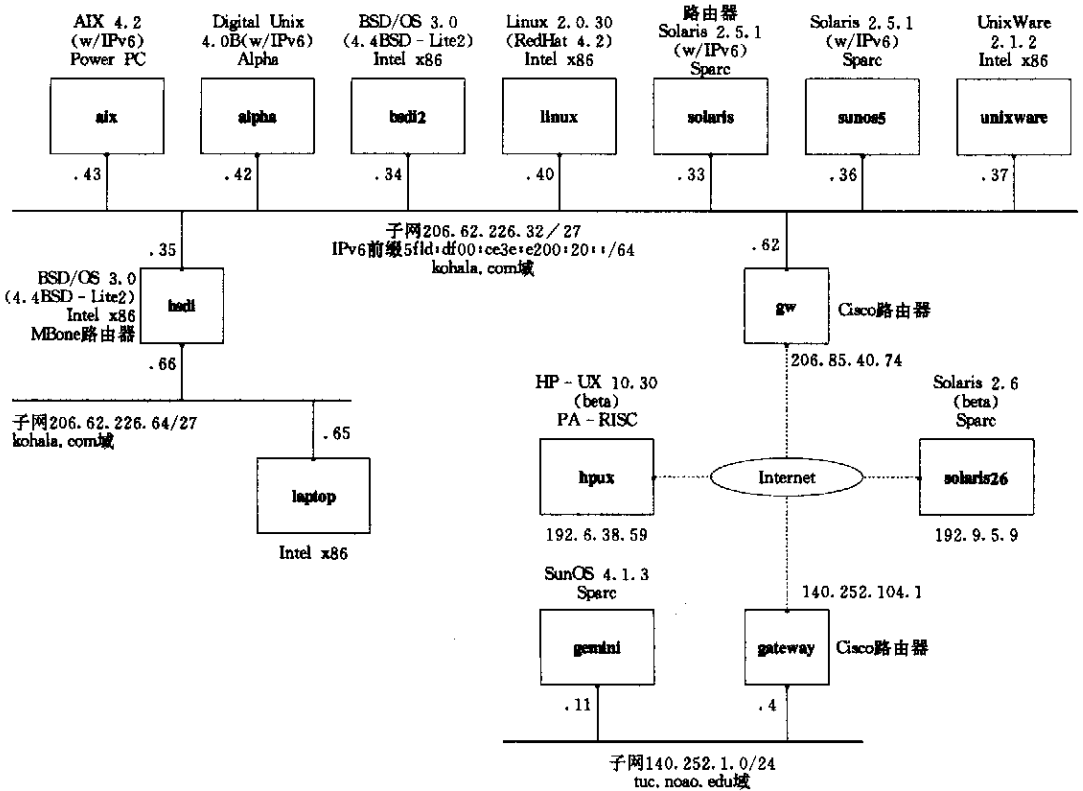 AIX 4.2
(w/IPv6)
Power PC
Digital Unix
4.0B(w/IPv6)
Alpha
BSD/OS 3.0
(4.4BSD-Lite2)
Intel x86
Linux 2.0.30
(RedHat 4.2)
Intel x86
路由器
Solaris 2.5.1
(w/IPv6)
Sparc
Solaris 2.5.1
(w/IPv6)
Sparc
UnixWare
2.1.2
Intel x86
aix
alpha
bsdi2
linux
solaris
sunos5
unixware
.43
.42
.34
.40
.33
.36
.37
子网206.62.226.32/27
IPv6前缀5f1d:df00:ce3e:e200:20::/64
kohala.com域
.35
.62
BSD/OS 3.0
(4.4BSD-Lite2)
Intel x86
MBone路由器
bsdi
gw
Cisco路由器
.66
206.85.40.74
子网206.62.226.64/27
kohala.com域
.65
laptop
Intel x86
HP-UX 10.30
(beta)
PA-RISC
hpux
192.6.38.59
Internet
Solaris 2.6
(beta)
Sparc
solaris26
192.9.5.9
SunOS 4.1.3
Sparc
gemini
.11
140.252.104.1
gateway
Cisco路由器
.4
子网140.252.1.0/24
tuc.noao.edu域